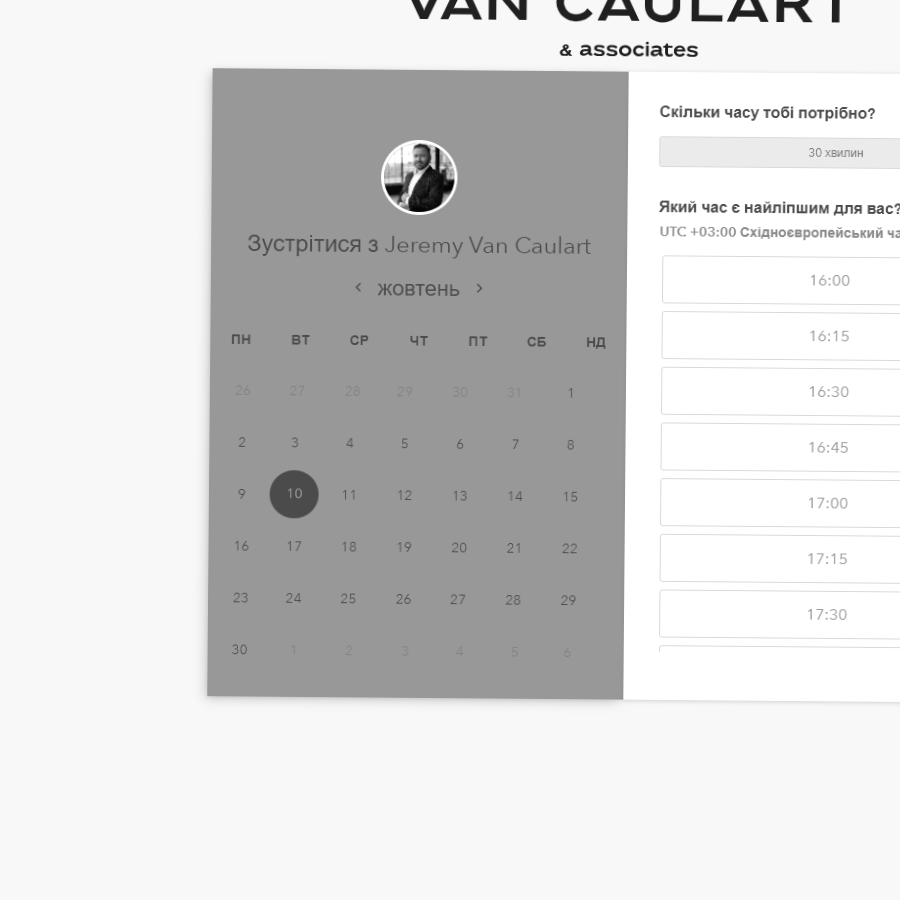 VAN CAULART
& associates
Зустрітися з Jeremy Van Caulart
‹ жовтень ›
ПН ВТ СР ЧТ ПТ СБ НД
26 27 28 29 30 31 1
2 3 4 5 6 7 8
9 10 11 12 13 14 15
16 17 18 19 20 21 22
23 24 25 26 27 28 29
30 1 2 3 4 5 6
Скільки часу тобі потрібно?
30 хвилин
Який час є найліпшим для вас?
UTC +03:00 Східноєвропейський
16:00
16:15
16:30
16:45
17:00
17:15
17:30